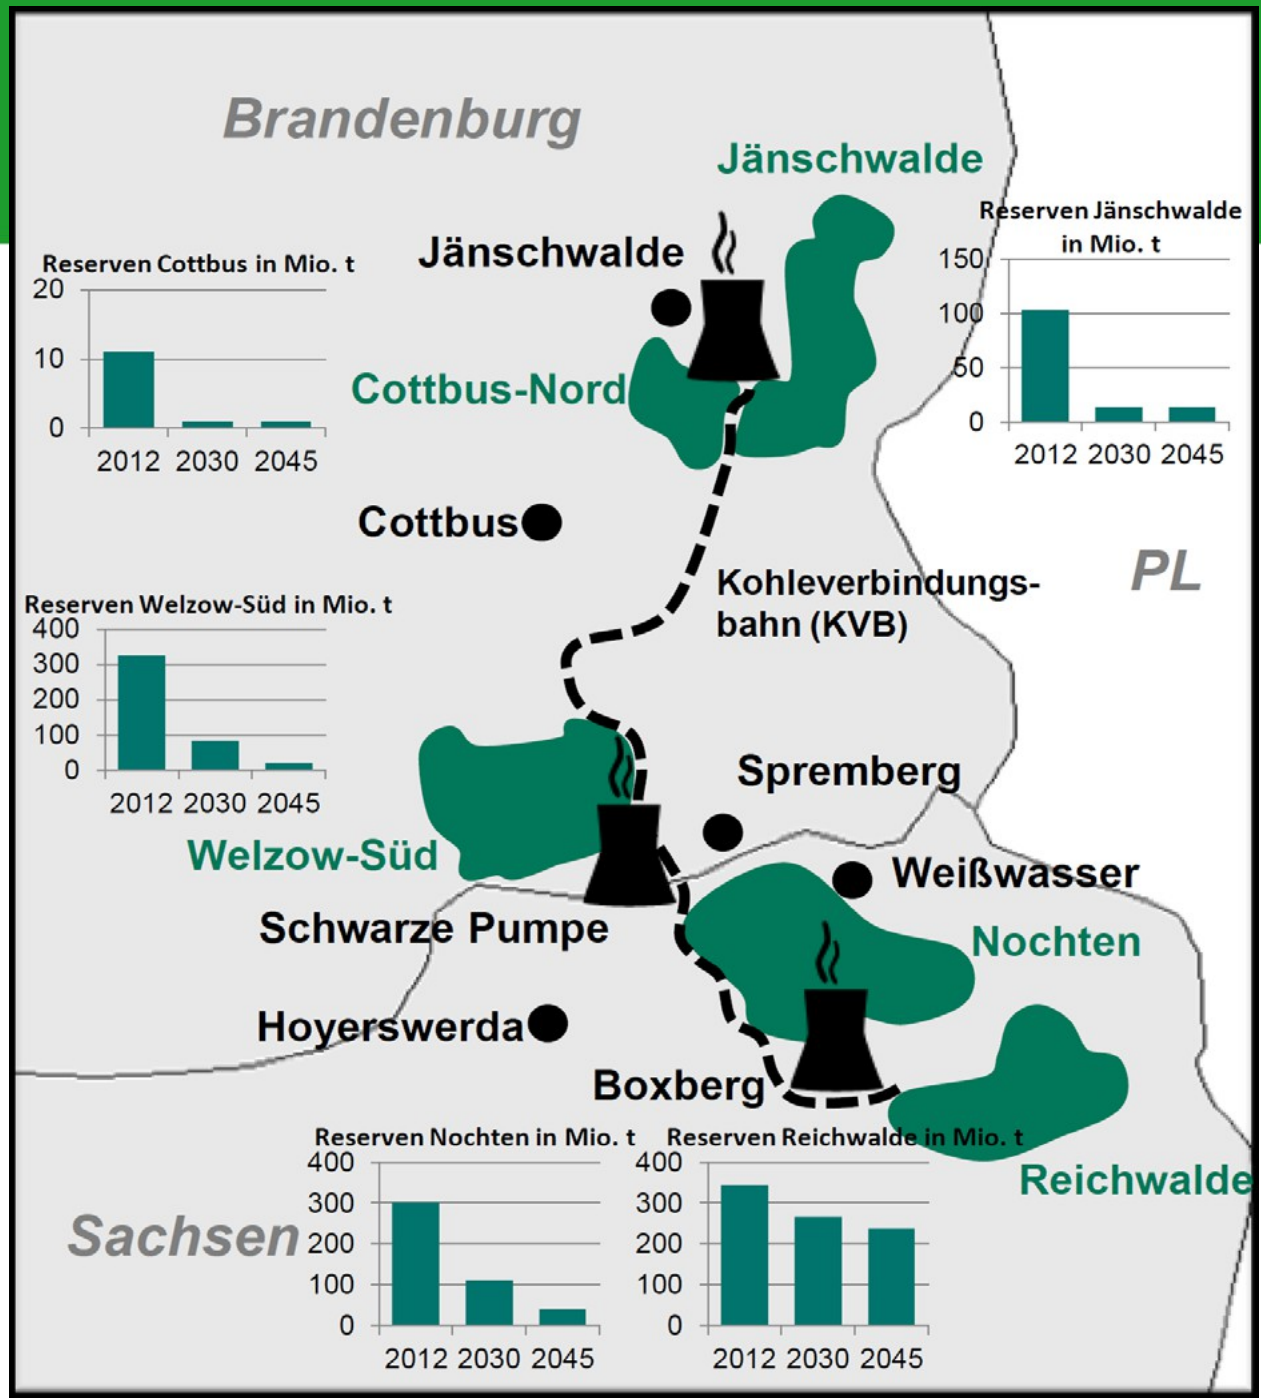 Brandenburg
Jänschwalde
Reserven Jänschwalde
in Mio. t
150
100
50
0
2012 2030 2045
Jänschwalde
Reserven Cottbus in Mio. t
20
10
0
2012 2030 2045
Cottbus-Nord
Cottbus
Kohleverbindungs-
bahn (KVB)
PL
Reserven Welzow-Süd in Mio. t
400
300
200
100
0
2012 2030 2045
Spremberg
Welzow-Süd
Weißwasser
Schwarze Pumpe
Nochten
Hoyerswerda
Boxberg
Reserven Nochten in Mio. t
400
300
200
100
0
2012 2030 2045
Reserven Reichwalde in Mio. t
400
300
200
100
0
2012 2030 2045
Reichwalde
Sachsen